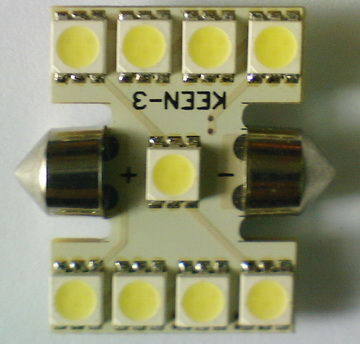 KEEN-3
+ -